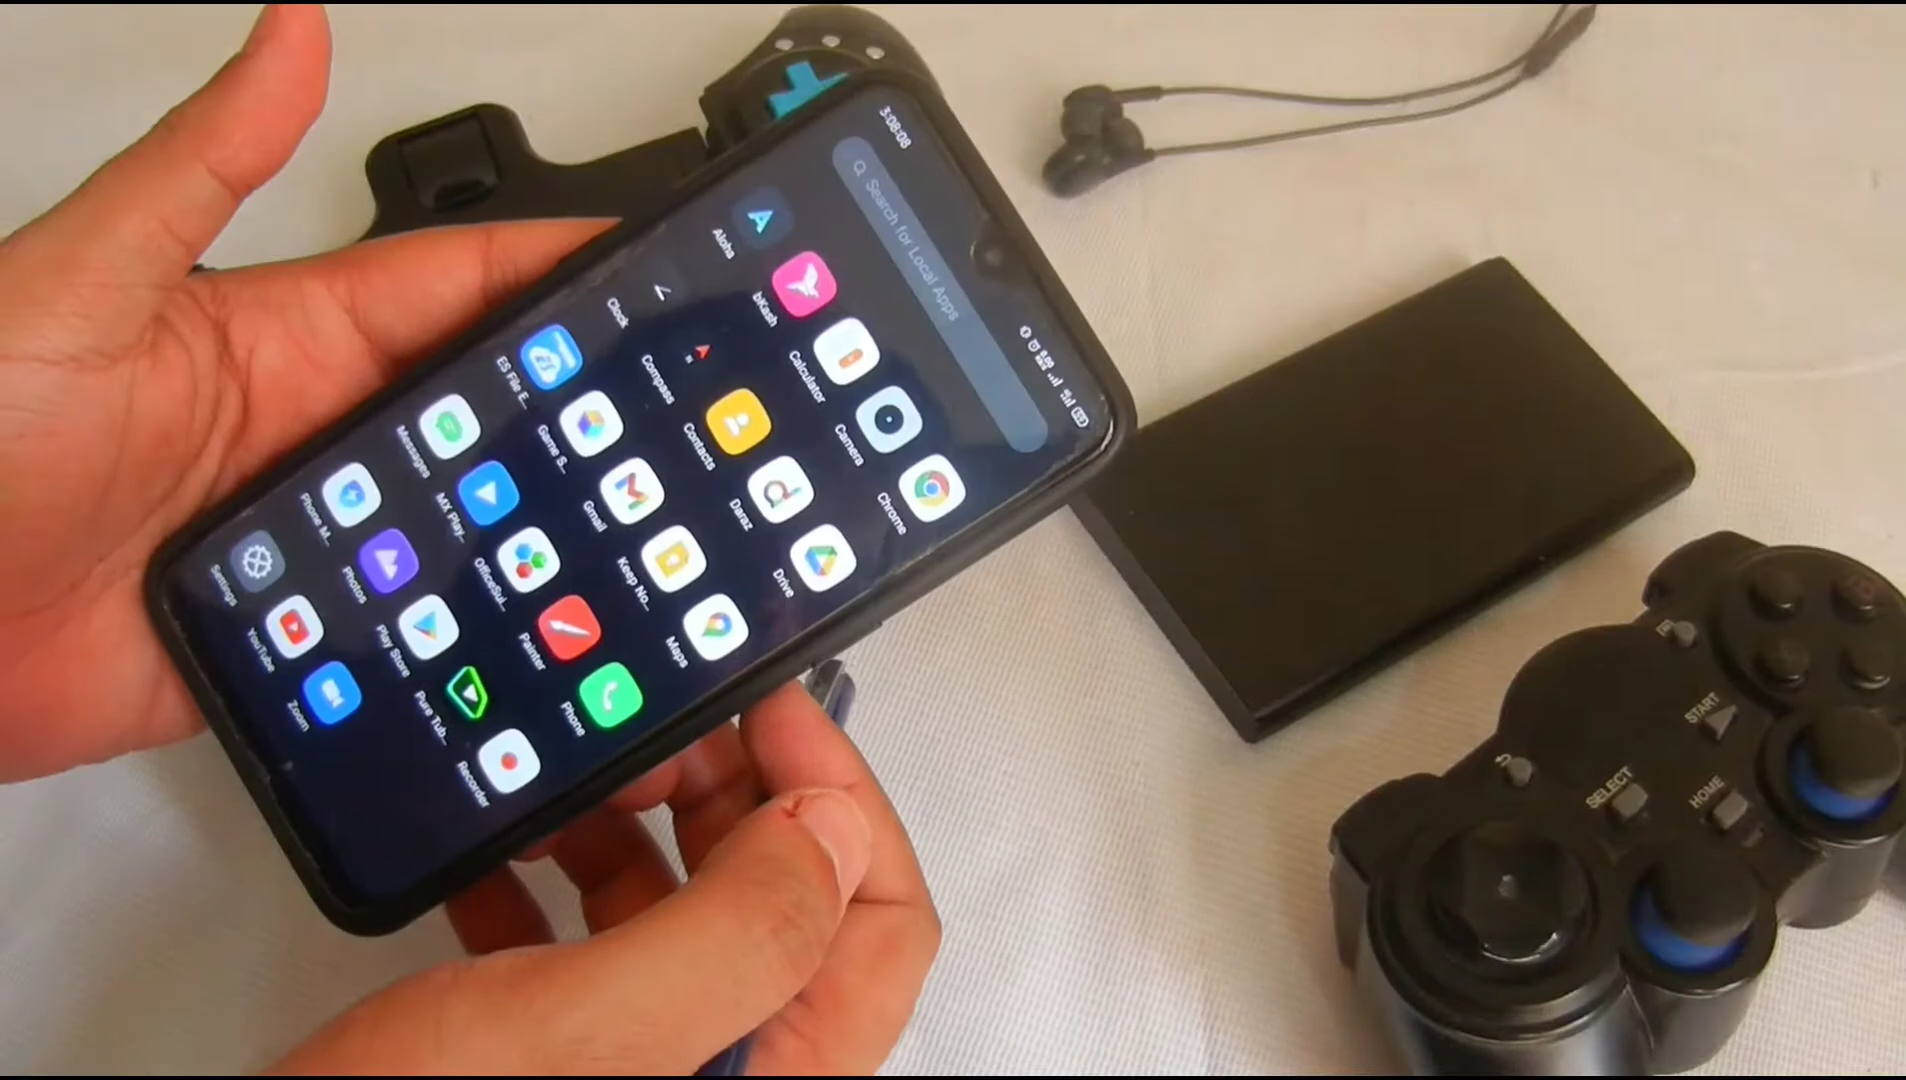 3:08:08
Search for Local Apps
Aloha
bKash
Calculator
Camera
Chrome
Clock
Compass
Contacts
Daraz
Drive
ES File E...
Game S...
Gmail
Keep No...
Maps
Messages
MX Play...
OfficeSui...
Painter
Phone
Phone M...
Photos
Play Store
Pure Tub...
Recorder
Settings
YouTube
Zoom
START
SELECT
HOME